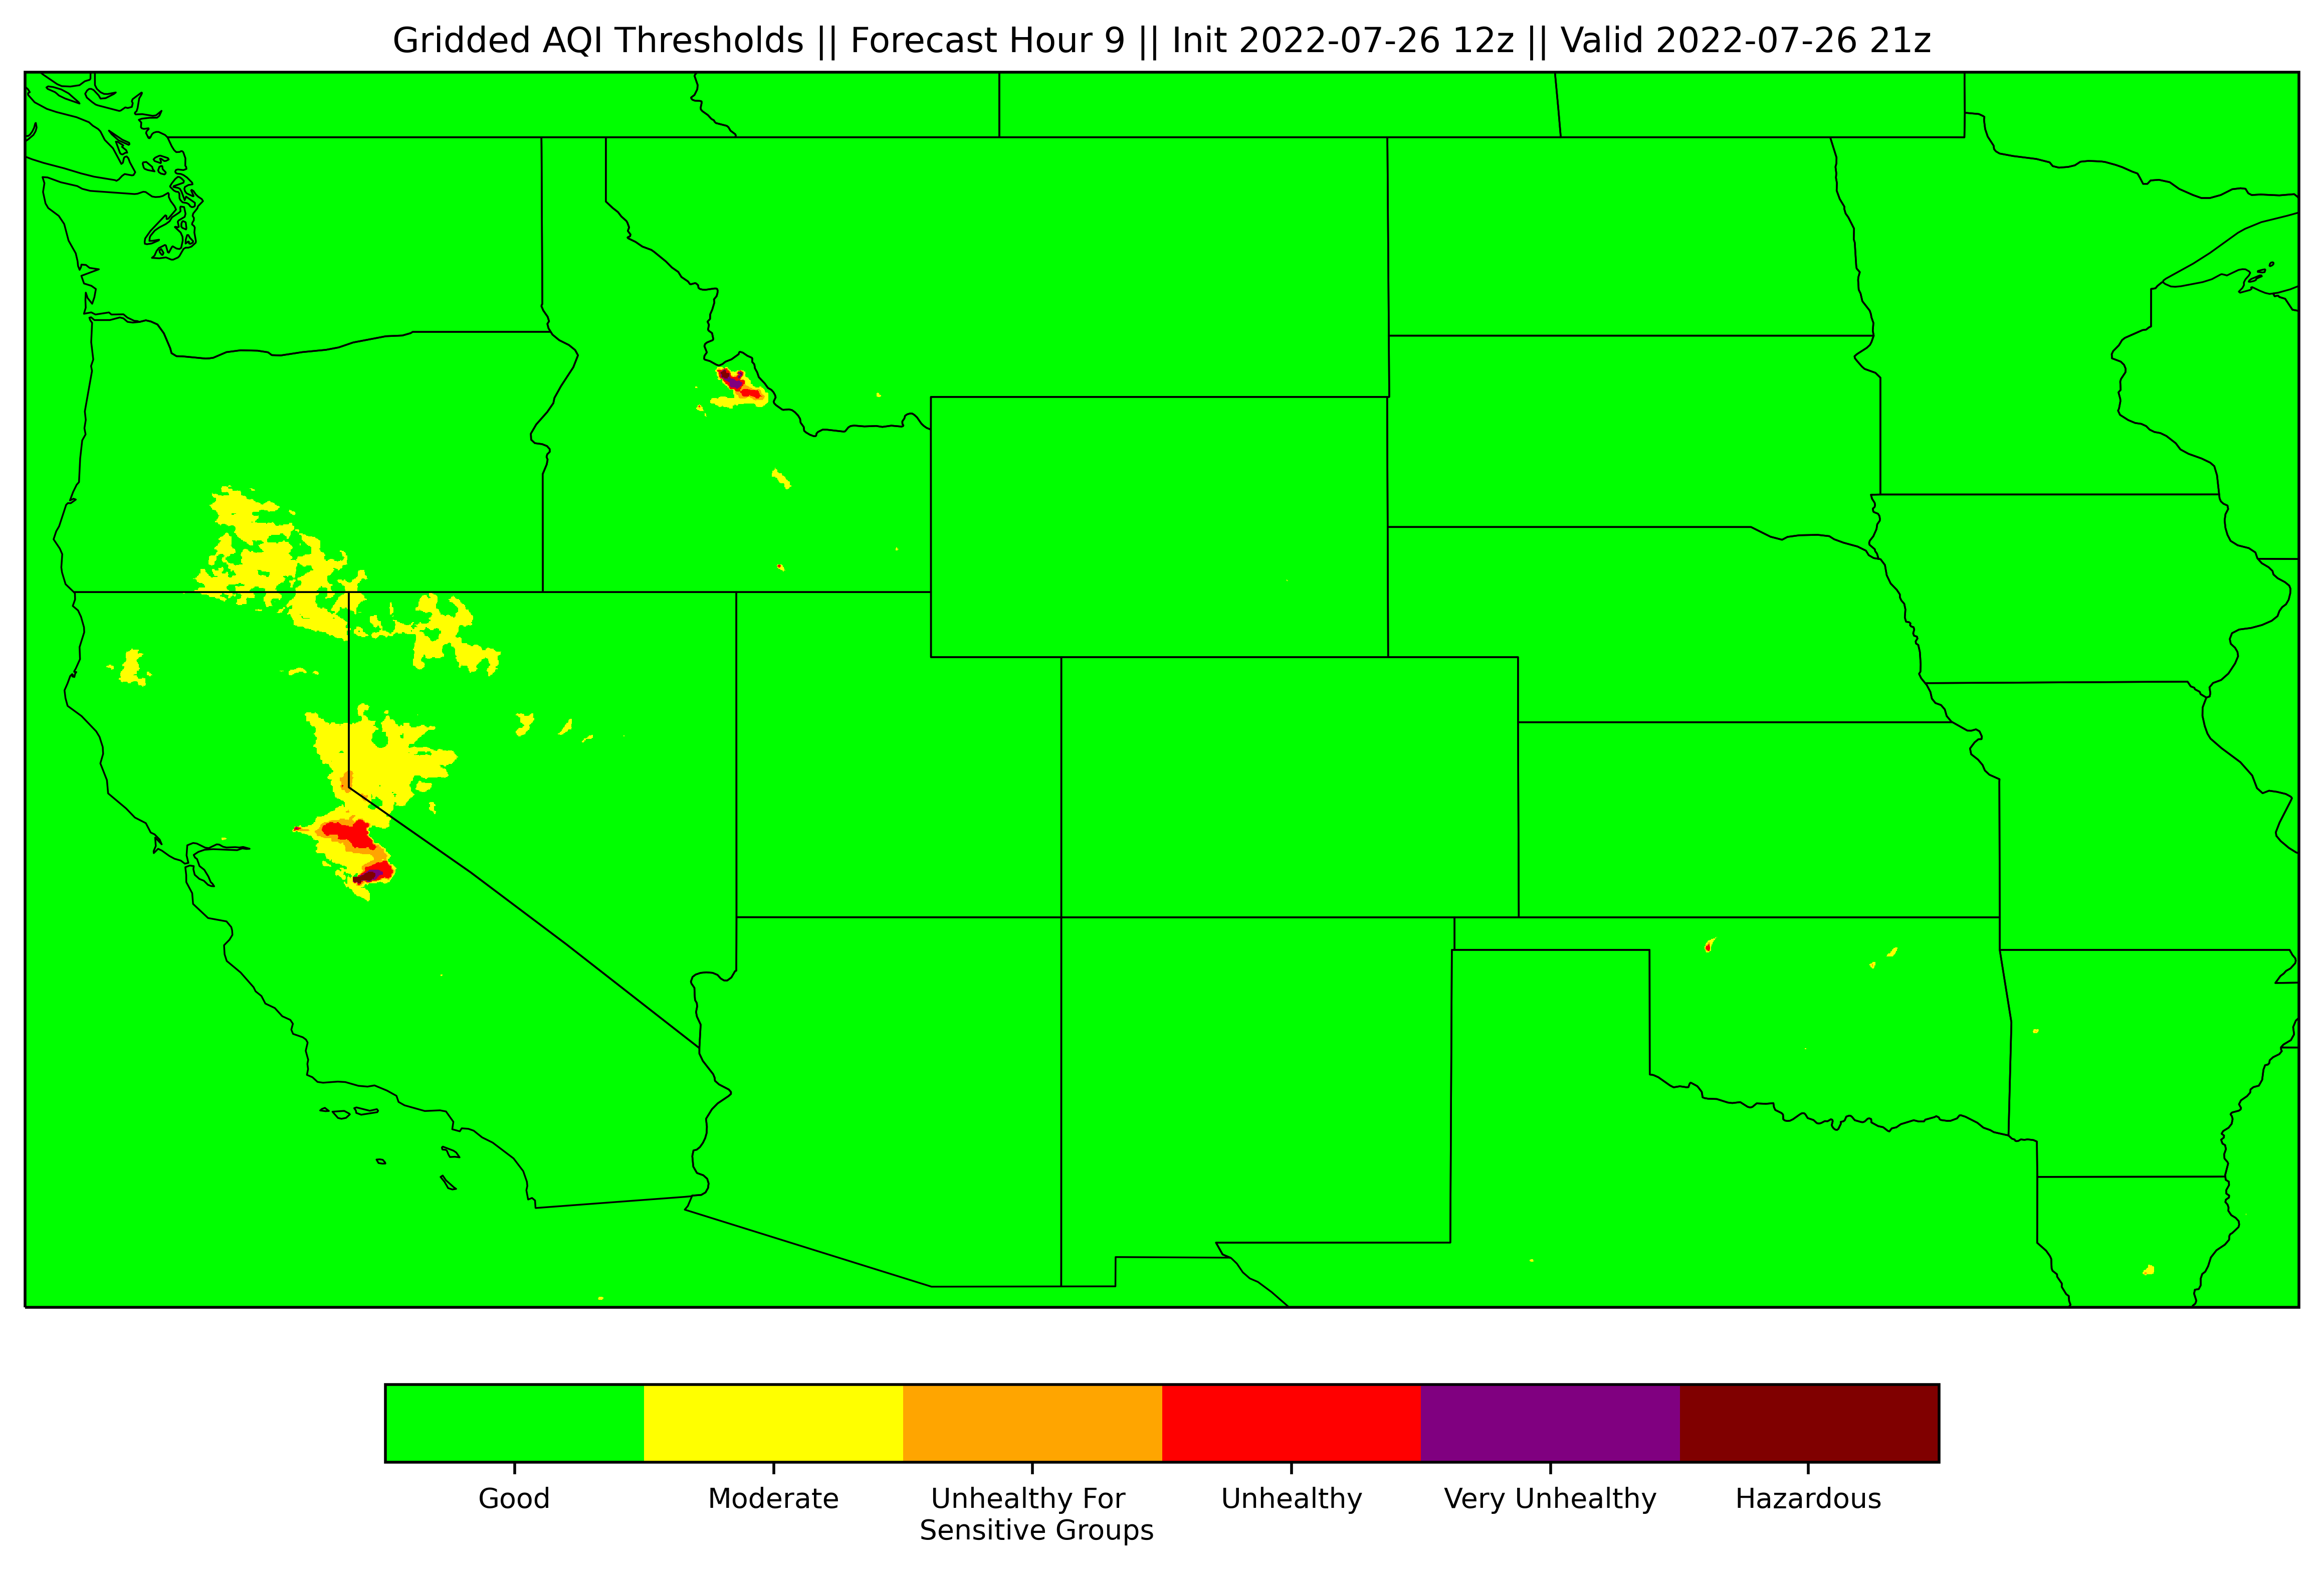 Gridded AQI Thresholds || Forecast Hour 9 || Init 2022-07-26 12z || Valid 2022-07-26 21z
Good
Moderate
Unhealthy For
Sensitive Groups
Unhealthy
Very Unhealthy
Hazardous